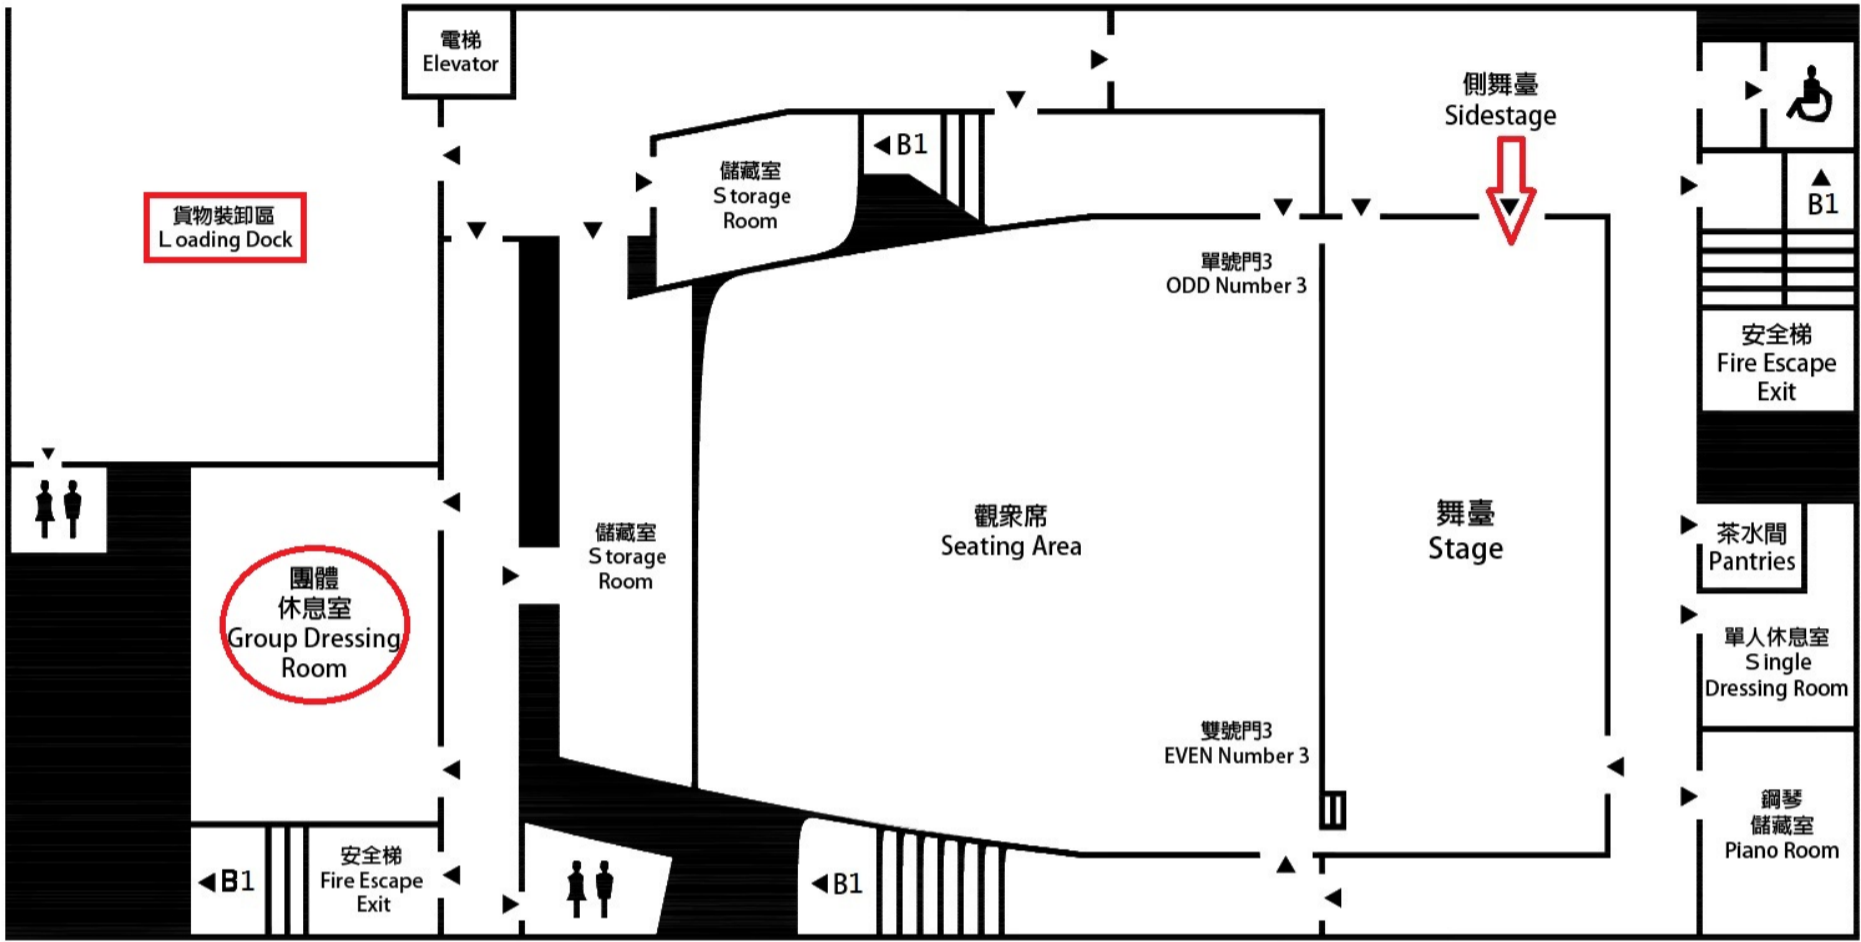 電梯
Elevator
側舞臺
Sidestage
B1
儲藏室
Storage
Room
B1
貨物裝卸區
Loading Dock
單號門3
ODD Number 3
安全梯
Fire Escape
Exit
觀眾席
Seating Area
舞臺
Stage
儲藏室
Storage
Room
茶水間
Pantries
團體
休息室
Group Dressing
Room
單人休息室
Single
Dressing Room
雙號門3
EVEN Number 3
鋼琴
儲藏室
Piano Room
B1
安全梯
Fire Escape
Exit
B1